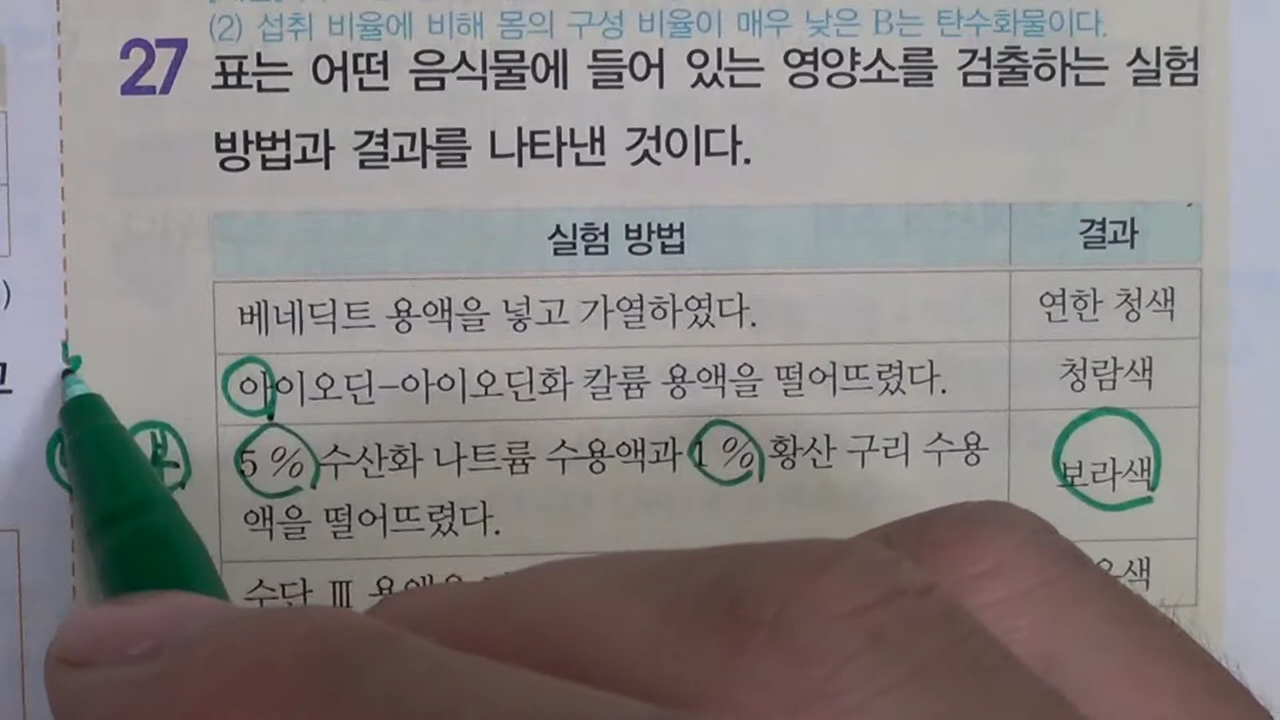 (2) 섭취 비율에 비해 몸의 구성 비율이 매우 낮은 B는 탄수화물이다.
27 표는 어떤 음식물에 들어 있는 영양소를 검출하는 실험
방법과 결과를 나타낸 것이다.
실험 방법 결과
베네딕트 용액을 넣고 가열하였다. 연한 청색
아이오딘-아이오딘화 칼륨 용액을 떨어뜨렸다. 청람색
5 % 수산화 나트륨 수용액과 1 % 황산 구리 수용 보라색
액을 떨어뜨렸다.
수단 Ⅲ 용액을